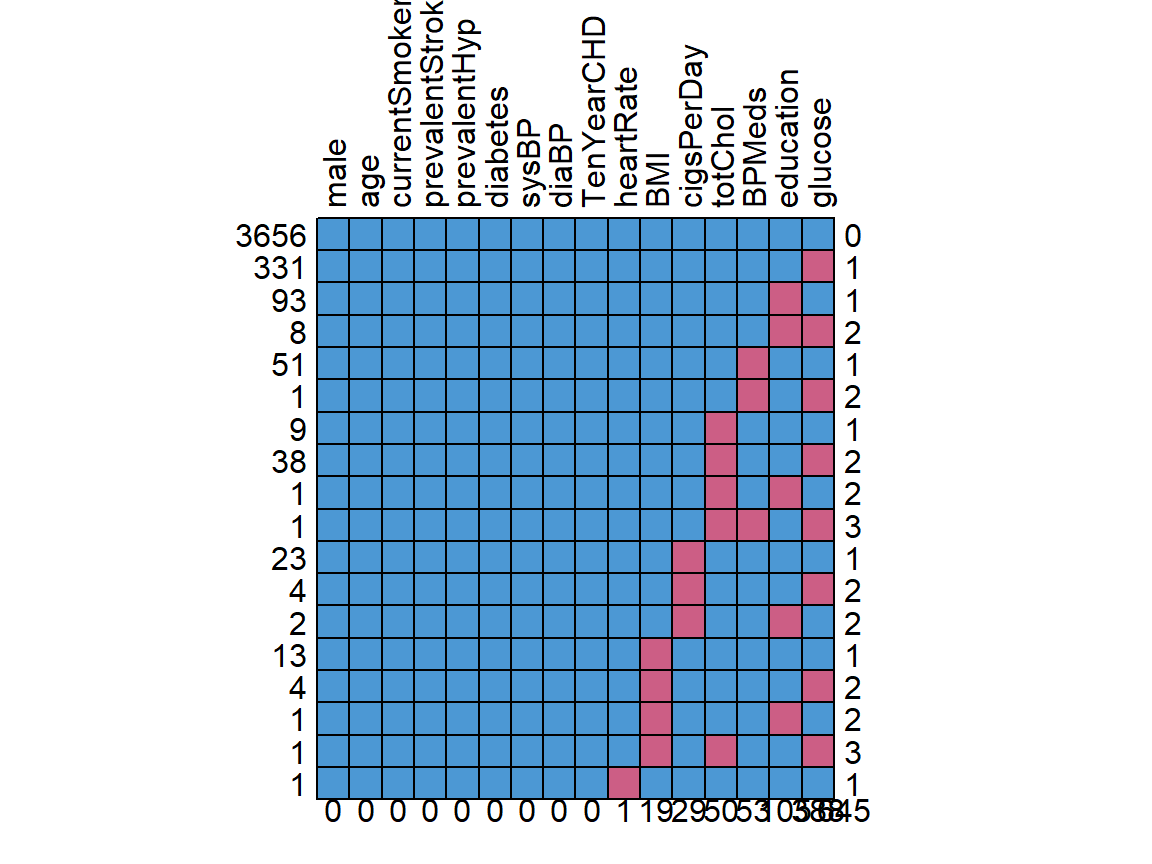 male
age
currentSmoker
prevalentStrok
prevalentHyp
diabetes
sysBP
diaBP
TenYearCHD
heartRate
BMI
cigsPerDay
totChol
BPMeds
education
glucose
3656 0
331 1
93 1
8 2
51 1
1 2
9 1
38 2
1 2
1 3
23 1
4 2
2 2
13 1
4 2
1 2
1 3
1 1
0 0 0 0 0 0 0 0 0 1 19 29 50 53 105 388 645